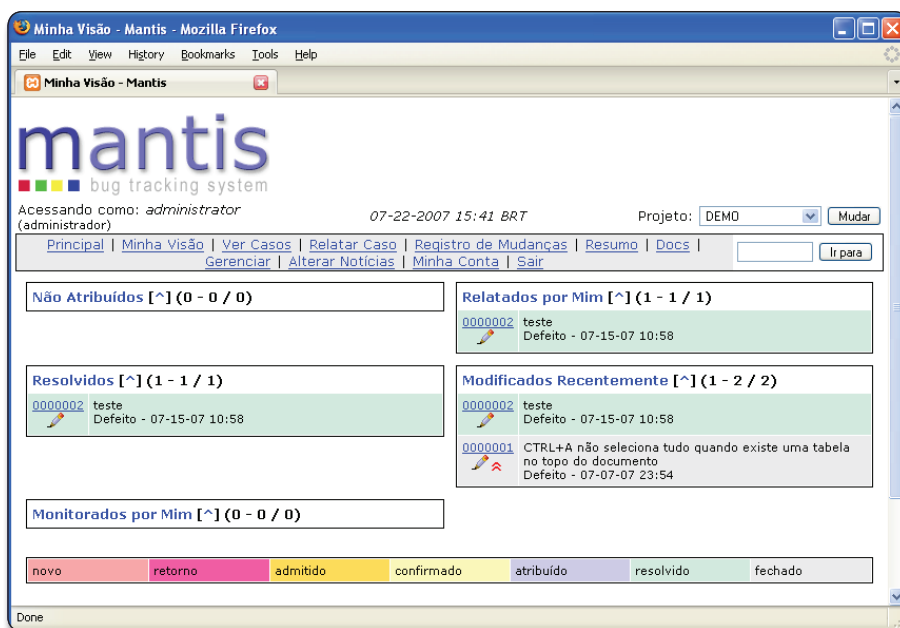 Minha Visão - Mantis - Mozilla Firefox
File Edit View History Bookmarks Tools Help
Minha Visão - Mantis
mantis
bug tracking system
Acessando como: administrator
(administrador)
07-22-2007 15:41 BRT
Projeto: DEMO Mudar
Principal | Minha Visão | Ver Casos | Relatar Caso | Registro de Mudanças | Resumo | Docs |
Gerenciar | Alterar Notícias | Minha Conta | Sair
Ir para
Não Atribuídos [^] (0 - 0 / 0)
Relatados por Mim [^] (1 - 1 / 1)
0000002 teste
Defeito - 07-15-07 10:58
Resolvidos [^] (1 - 1 / 1)
0000002 teste
Defeito - 07-15-07 10:58
Modificados Recentemente [^] (1 - 2 / 2)
0000002 teste
Defeito - 07-15-07 10:58
0000001 CTRL+A não seleciona tudo quando existe uma tabela
no topo do documento
Defeito - 07-07-07 23:54
Monitorados por Mim [^] (0 - 0 / 0)
novo retorno admitido confirmado atribuído resolvido fechado
Done